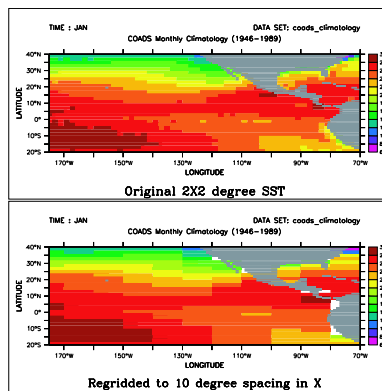 TIME : JAN DATA SET: coads_climatology
COADS Monthly Climatology (1946-1989)
40°N
30°N
20°N
10°N
0°
10°S
20°S
LATITUDE
170°W 150°W 130°W 110°W 90°W 70°W
LONGITUDE
Original 2X2 degree SST
TIME : JAN DATA SET: coads_climatology
COADS Monthly Climatology (1946-1989)
40°N
30°N
20°N
10°N
0°
10°S
20°S
LATITUDE
170°W 150°W 130°W 110°W 90°W 70°W
LONGITUDE
Regridded to 10 degree spacing in X